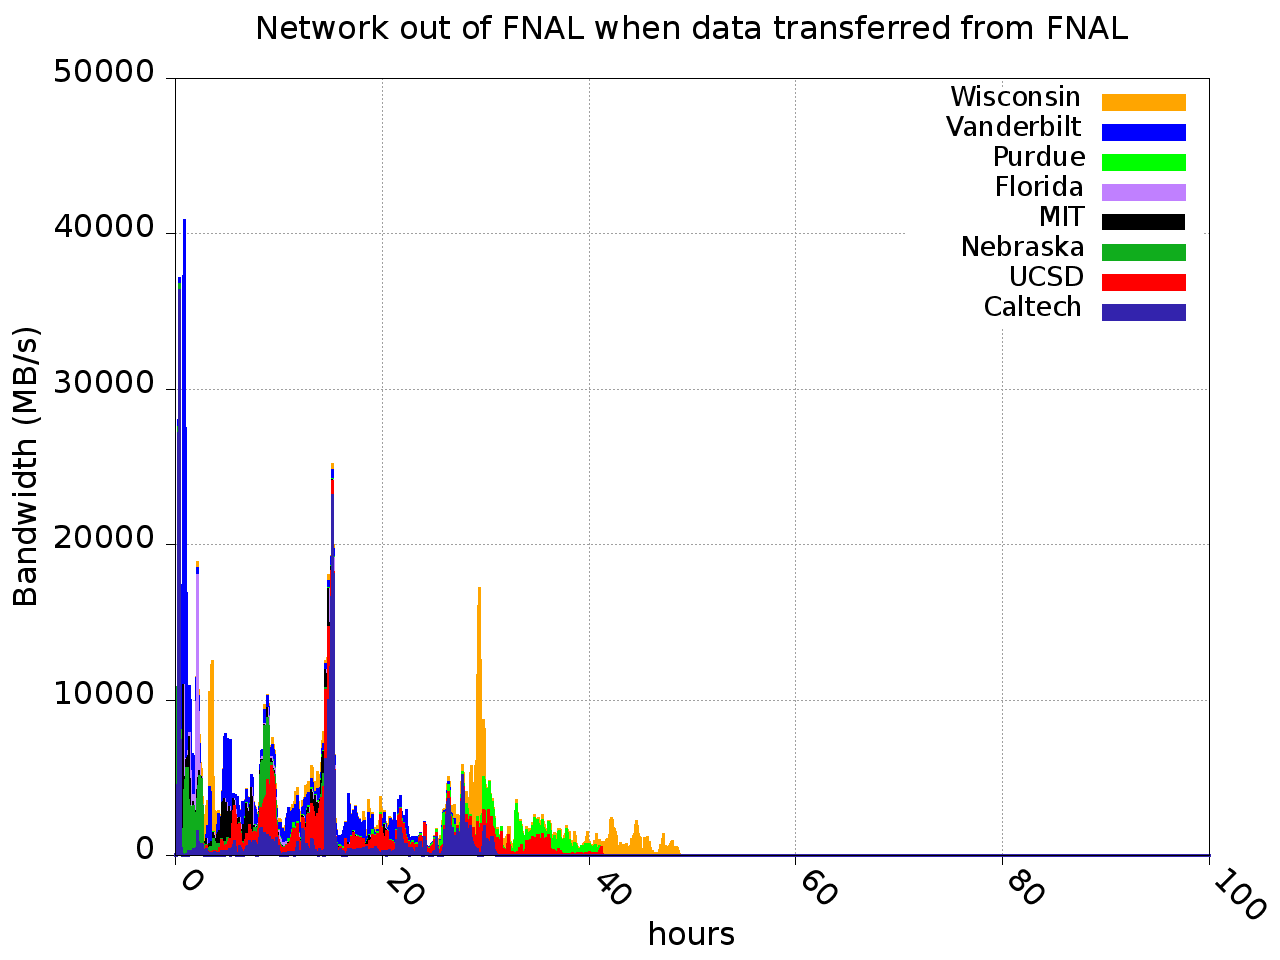 Network out of FNAL when data transferred from FNAL
50000
40000
30000
20000
10000
0
Bandwidth (MB/s)
Wisconsin
Vanderbilt
Purdue
Florida
MIT
Nebraska
UCSD
Caltech
0
20
40
60
80
100
hours